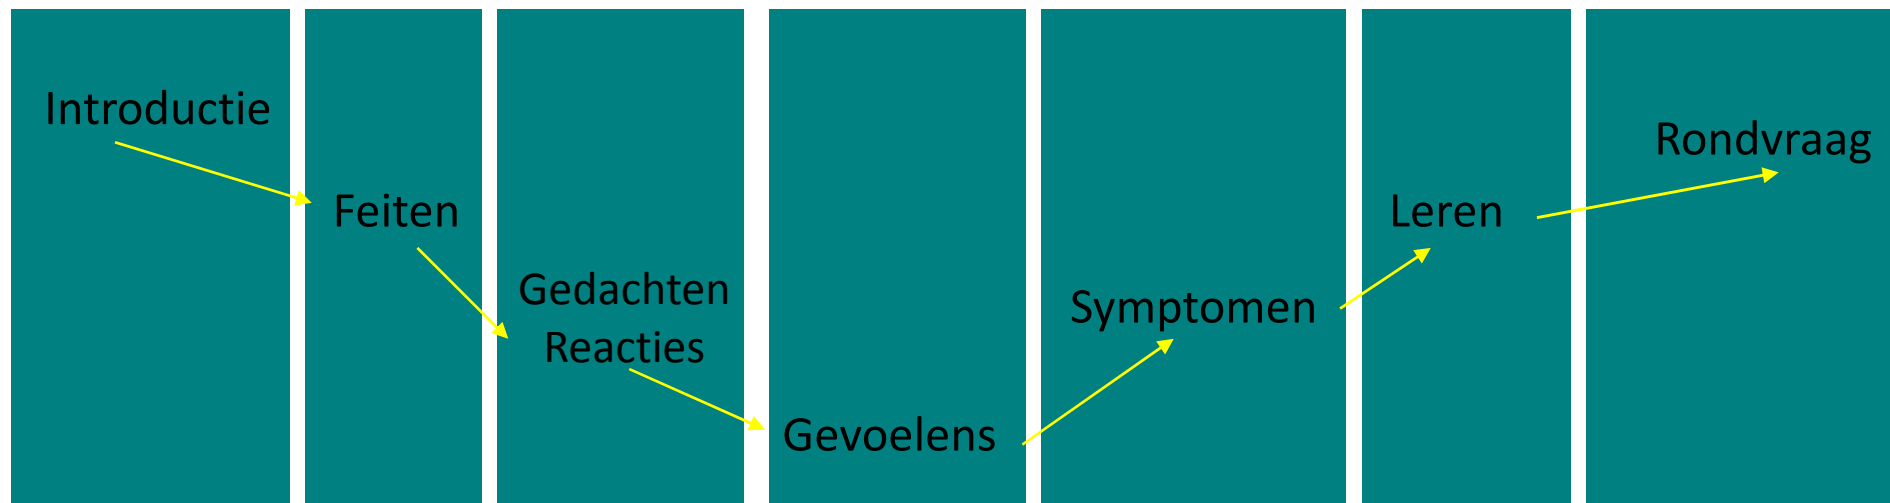 Introductie
Feiten
Gedachten
Reacties
Gevoelens
Symptomen
Leren
Rondvraag